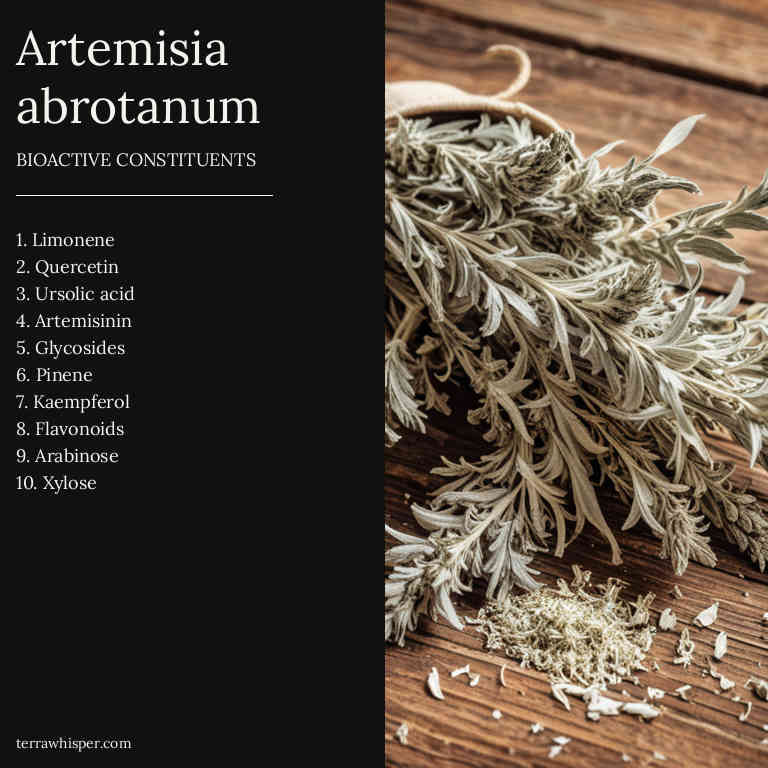 Artemisia
abrotanum
BIOACTIVE CONSTITUENTS
1. Limonene
2. Quercetin
3. Ursolic acid
4. Artemisinin
5. Glycosides
6. Pinene
7. Kaempferol
8. Flavonoids
9. Arabinose
10. Xylose
terrawhisper.com